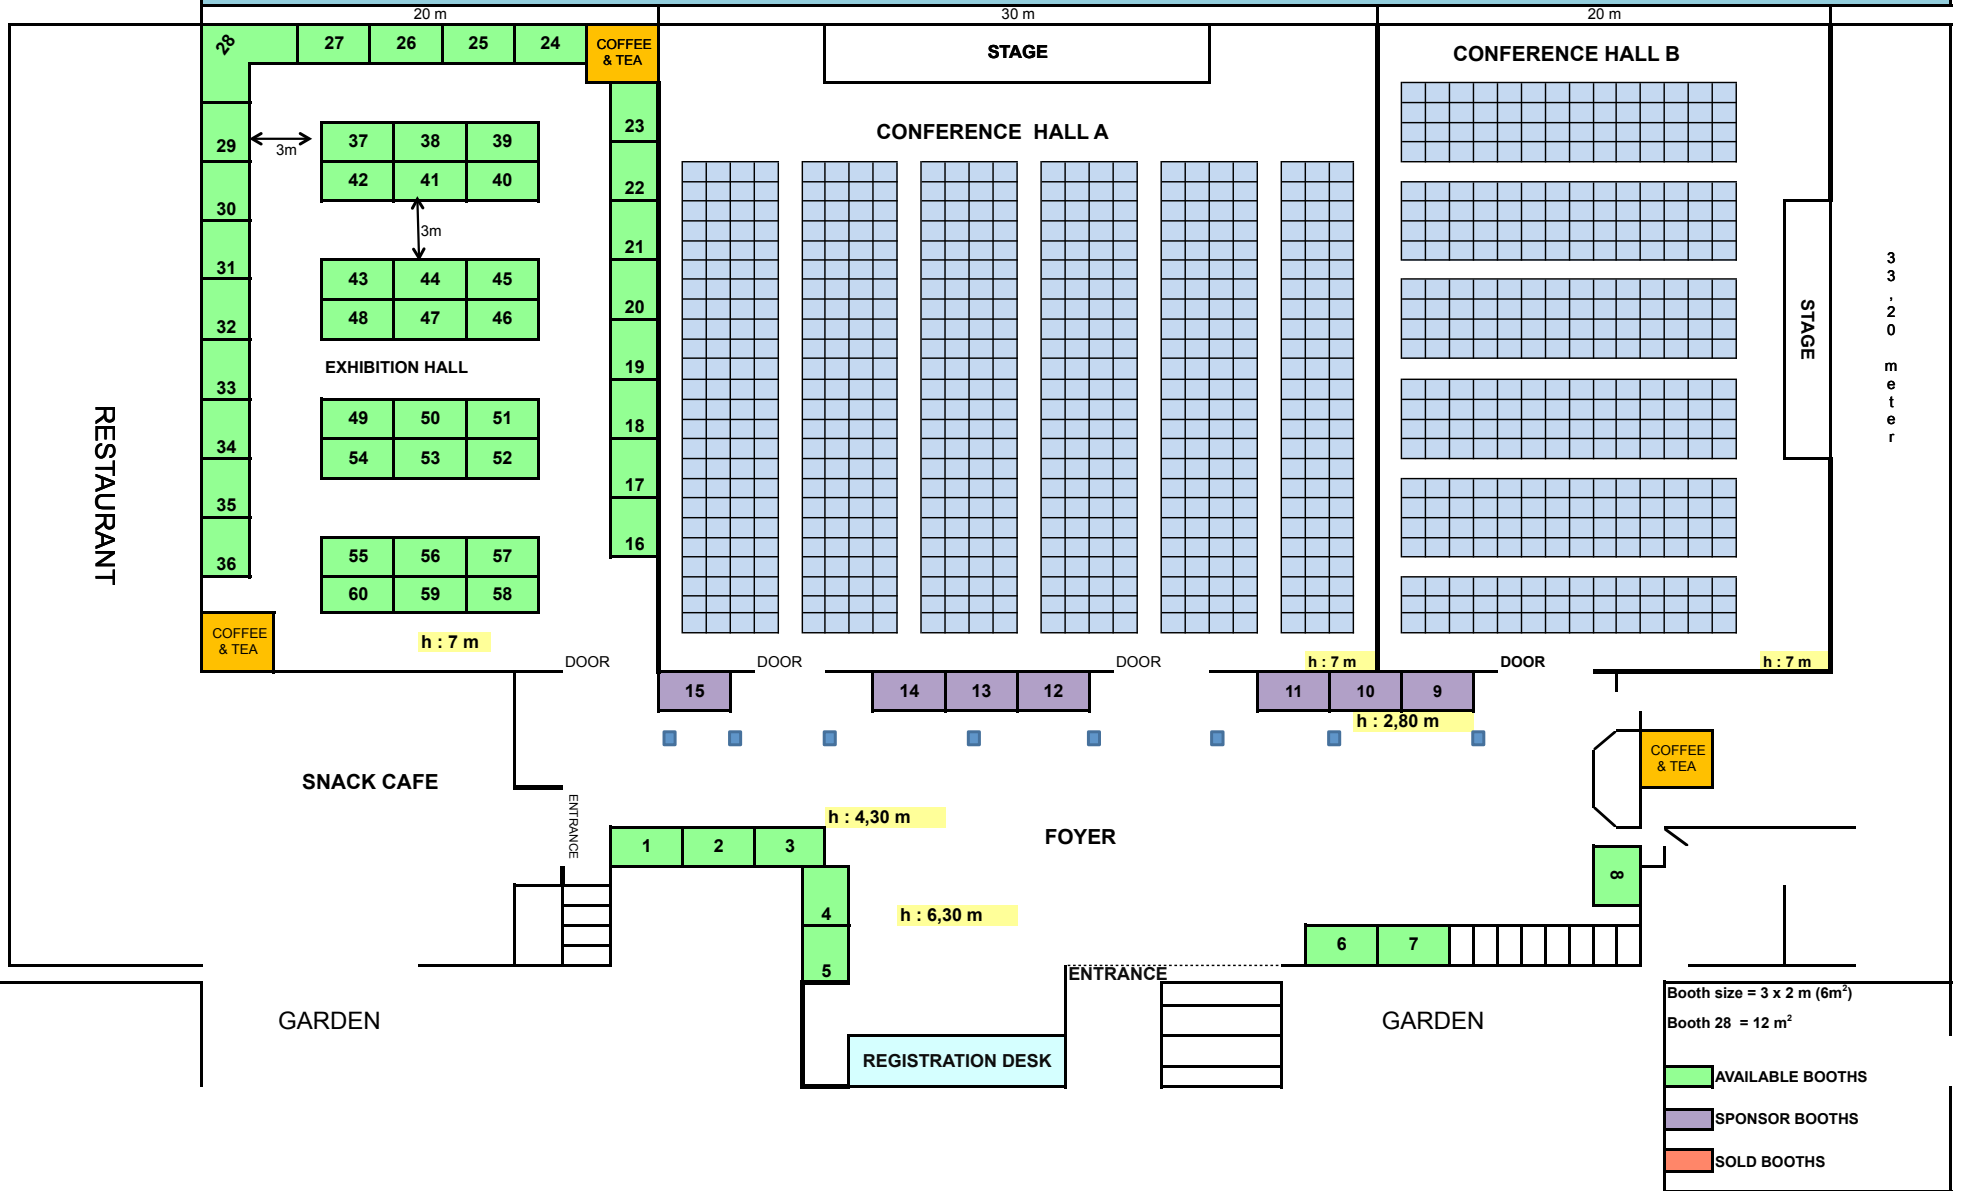 20 m
30 m
20 m
28
27
26
25
24
COFFEE
& TEA
STAGE
CONFERENCE HALL B
29
3m
37
38
39
42
41
40
23
CONFERENCE HALL A
30
3m
22
31
43
44
45
48
47
46
21
20
32
EXHIBITION HALL
33
49
50
51
54
53
52
19
18
34
35
36
55
56
57
60
59
58
17
16
STAGE
33,20 meter
RESTAURANT
COFFEE
& TEA
h : 7 m
DOOR
DOOR
DOOR
h : 7 m
DOOR
h : 7 m
15
14
13
12
11
10
9
h : 2,80 m
COFFEE
& TEA
SNACK CAFE
ENTRANCE
h : 4,30 m
FOYER
1
2
3
4
5
h : 6,30 m
8
6
7
ENTRANCE
GARDEN
REGISTRATION DESK
GARDEN
Booth size = 3 x 2 m (6m²)
Booth 28 = 12 m²
AVAILABLE BOOTHS
SPONSOR BOOTHS
SOLD BOOTHS